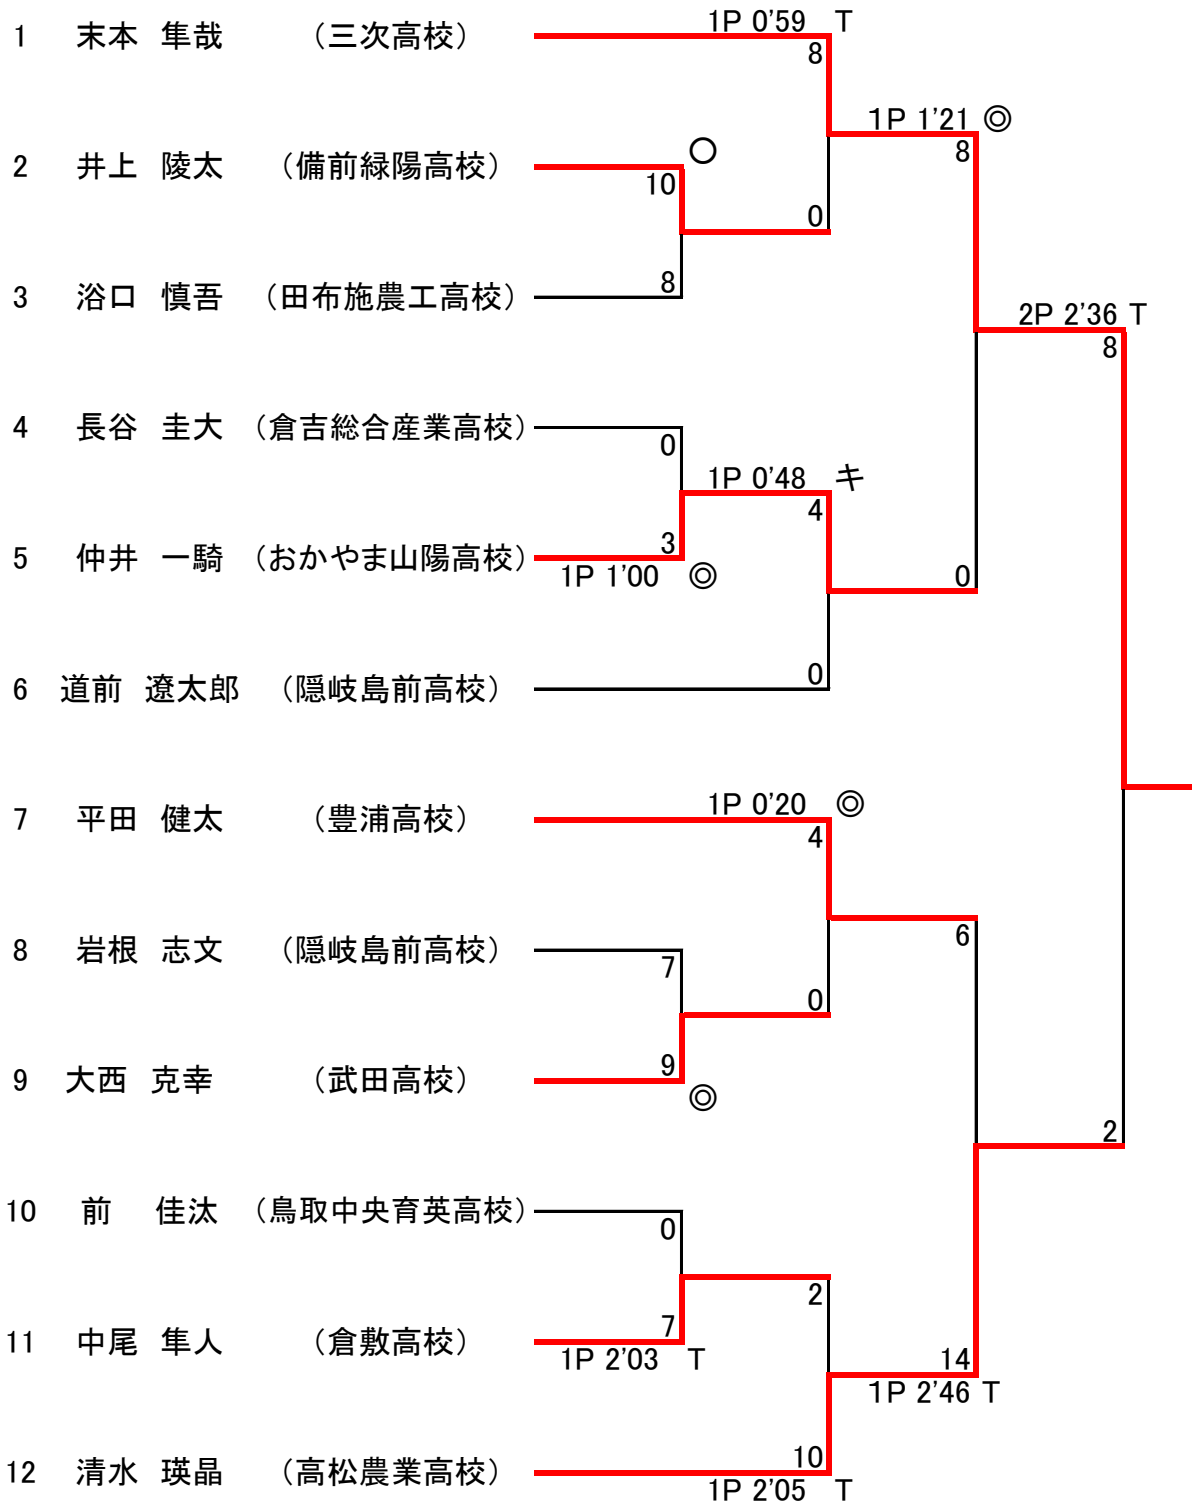 1P 0'59 T
1 末本 隼哉 (三次高校)
8
1P 1'21 ◎
○
8
2 井上 陵太 (備前緑陽高校)
10
0
8
3 浴口 慎吾 (田布施農工高校)
2P 2'36 T
8
4 長谷 圭大 (倉吉総合産業高校)
0
1P 0'48 キ
4
3
5 仲井 一騎 (おかやま山陽高校)
1P 1'00 ◎
0
0
6 道前 遼太郎 (隠岐島前高校)
1P 0'20 ◎
7 平田 健太 (豊浦高校)
4
6
8 岩根 志文 (隠岐島前高校)
7
0
9
9 大西 克幸 (武田高校)
◎
2
10 前 佳汰 (鳥取中央育英高校)
0
2
7
11 中尾 隼人 (倉敷高校)
1P 2'03 T
14
1P 2'46 T
10
12 清水 瑛晶 (高松農業高校)
1P 2'05 T